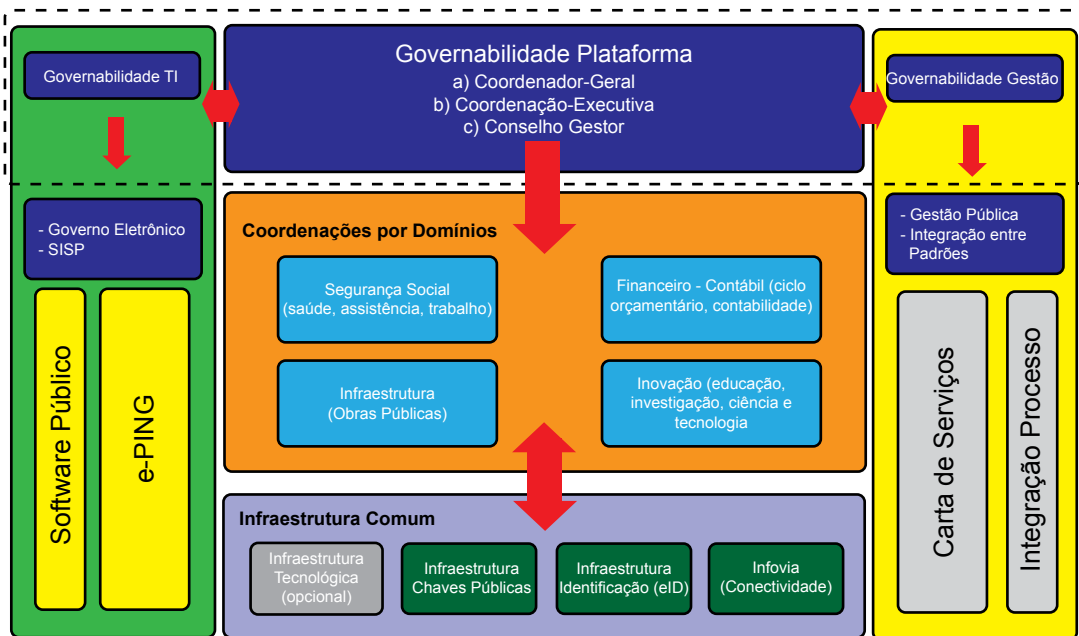 Governabilidade TI
- Governo Eletrônico
- SISP
Software Público
e-PING
Governabilidade Plataforma
a) Coordenador-Geral
b) Coordenação-Executiva
c) Conselho Gestor
Coordenações por Domínios
Segurança Social
(saúde, assistência, trabalho)
Financeiro - Contábil (ciclo
orçamentário, contabilidade)
Infraestrutura
(Obras Públicas)
Inovação (educação,
investigação, ciência e
tecnologia
Infraestrutura Comum
Infraestrutura
Tecnológica
(opcional)
Infraestrutura
Chaves Públicas
Infraestrutura
Identificação (eID)
Infovia
(Conectividade)
Governabilidade Gestão
- Gestão Pública
- Integração entre
Padrões
Carta de Serviços
Integração Processo